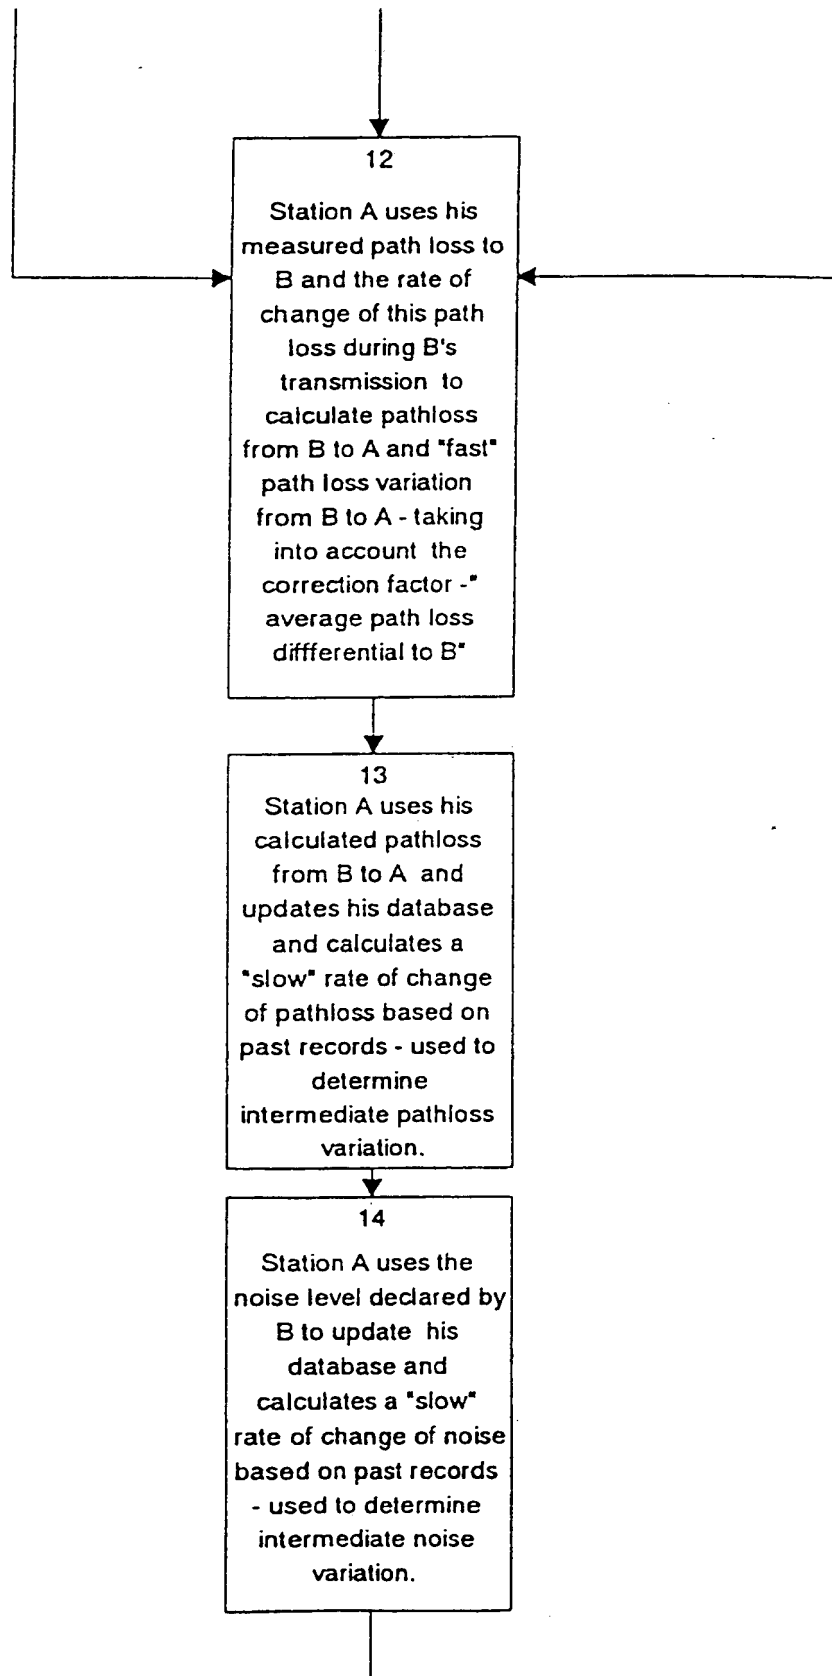 12
Station A uses his
measured path loss to
B and the rate of
change of this path
loss during B's
transmission to
calculate pathloss
from B to A and "fast"
path loss variation
from B to A - taking
into account the
correction factor -"
average path loss
diffferential to B"
13
Station A uses his
calculated pathloss
from B to A and
updates his database
and calculates a
"slow" rate of change
of pathloss based on
past records - used to
determine
intermediate pathloss
variation.
14
Station A uses the
noise level declared by
B to update his
database and
calculates a "slow"
rate of change of noise
based on past records
- used to determine
intermediate noise
variation.